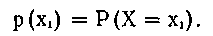 p(x₁) = P(X = x₁).